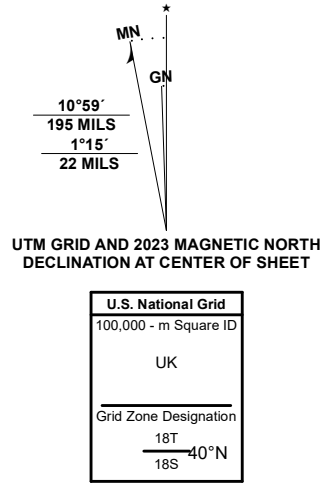 ★
MN
GN
10°59´
195 MILS
1°15´
22 MILS
UTM GRID AND 2023 MAGNETIC NORTH
DECLINATION AT CENTER OF SHEET
U.S. National Grid
100,000 - m Square ID
UK
Grid Zone Designation
18T
40°N
18S